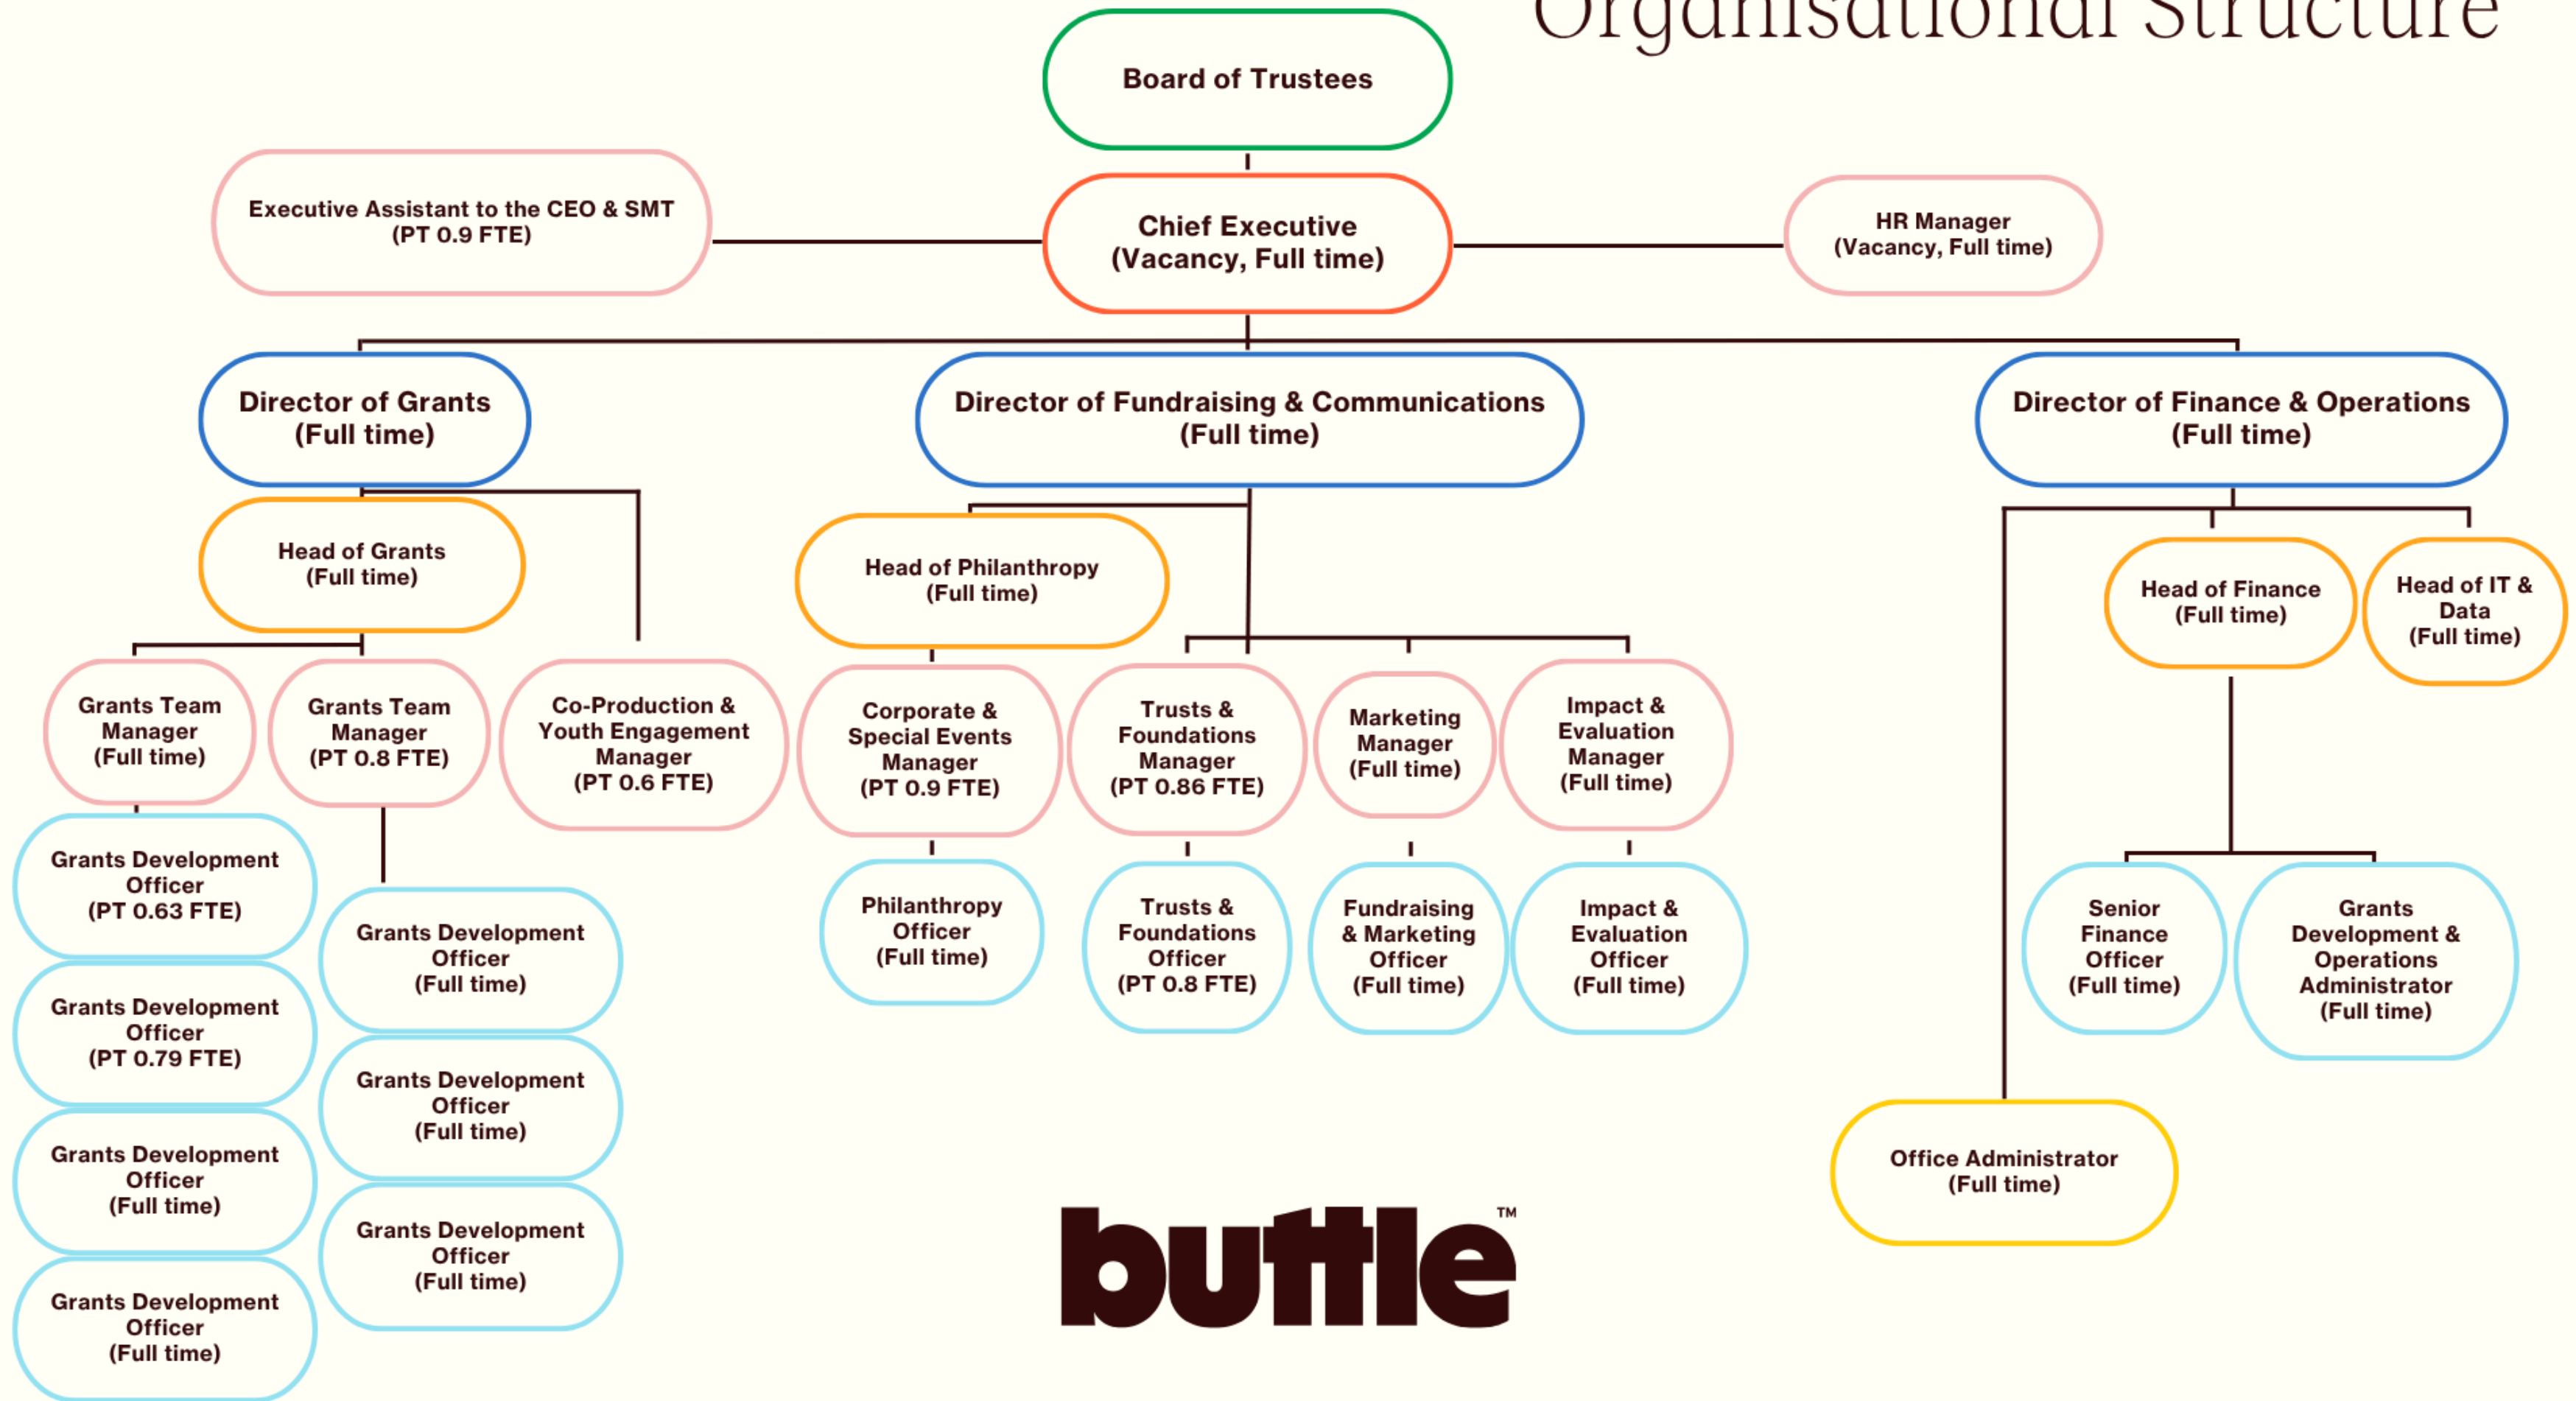 Organisational Structure
Board of Trustees
Executive Assistant to the CEO & SMT
(PT 0.9 FTE)
Chief Executive
(Vacancy, Full time)
HR Manager
(Vacancy, Full time)
Director of Grants
(Full time)
Director of Fundraising & Communications
(Full time)
Director of Finance & Operations
(Full time)
Head of Grants
(Full time)
Head of Philanthropy
(Full time)
Head of Finance
(Full time)
Head of IT &
Data
(Full time)
Grants Team
Manager
(Full time)
Grants Team
Manager
(PT 0.8 FTE)
Co-Production &
Youth Engagement
Manager
(PT 0.6 FTE)
Corporate &
Special Events
Manager
(PT 0.9 FTE)
Trusts &
Foundations
Manager
(PT 0.86 FTE)
Marketing
Manager
(Full time)
Impact &
Evaluation
Manager
(Full time)
Grants Development
Officer
(PT 0.63 FTE)
Grants Development
Officer
(PT 0.79 FTE)
Grants Development
Officer
(Full time)
Grants Development
Officer
(Full time)
Grants Development
Officer
(Full time)
Grants Development
Officer
(Full time)
Grants Development
Officer
(Full time)
Philanthropy
Officer
(Full time)
Trusts &
Foundations
Officer
(PT 0.8 FTE)
Fundraising
& Marketing
Officer
(Full time)
Impact &
Evaluation
Officer
(Full time)
Senior
Finance
Officer
(Full time)
Grants
Development &
Operations
Administrator
(Full time)
Office Administrator
(Full time)
buttle™